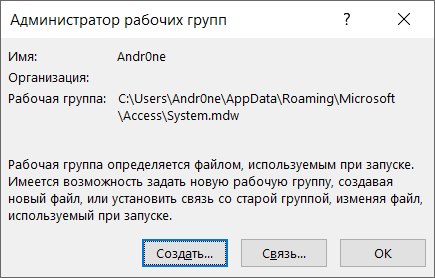 Администратор рабочих групп ? ×
Имя: Andr0ne
Организация:
Рабочая группа: C:\Users\Andr0ne\AppData\Roaming\Microsoft
\Access\System.mdw
Рабочая группа определяется файлом, используемым при запуске.
Имеется возможность задать новую рабочую группу, создавая
новый файл, или установить связь со старой группой, изменяя файл,
используемый при запуске.
Создать... Связь... ОК